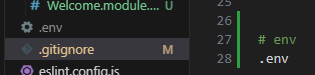 # Welcome.module.... U
.env
.gitignore M
eslint.config.js
25
26
27 # env
28 .env